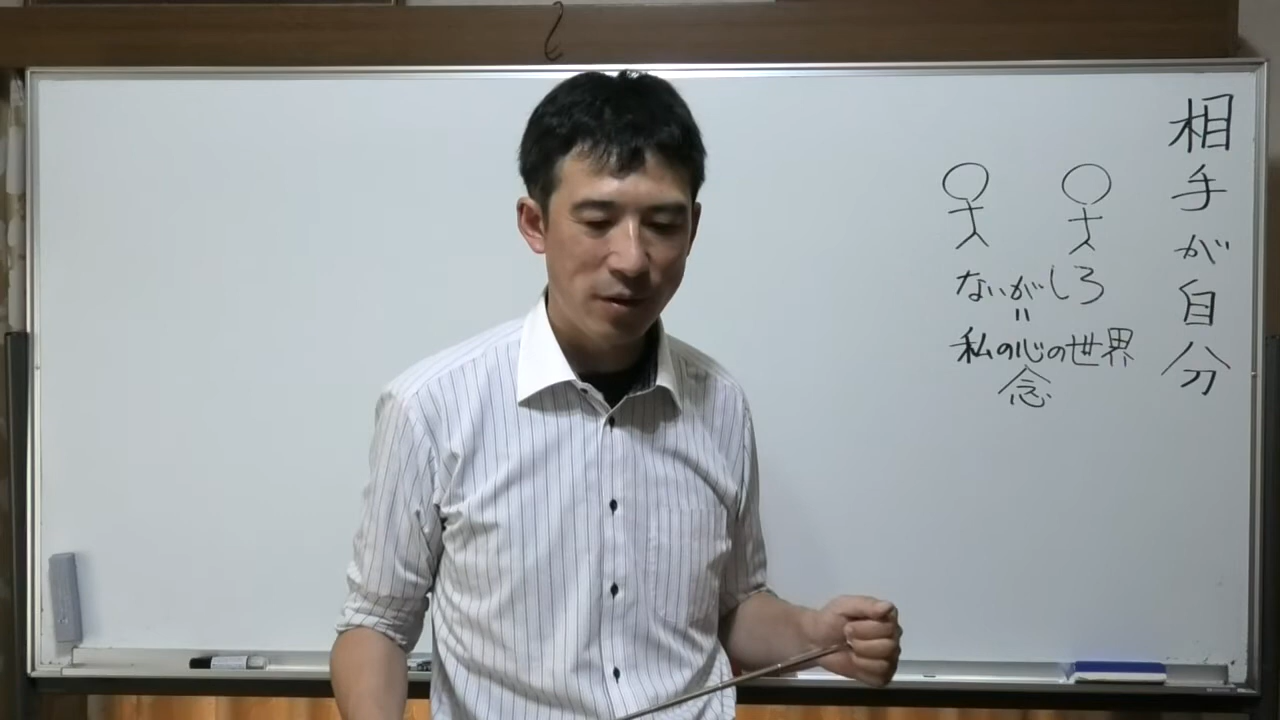 相手が自分
ないがしろ
＝
私の心の世界
念